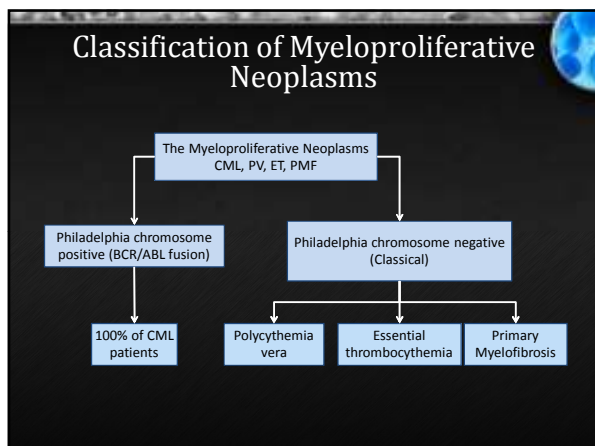 Classification of Myeloproliferative
Neoplasms
The Myeloproliferative Neoplasms
CML, PV, ET, PMF
Philadelphia chromosome
positive (BCR/ABL fusion)
Philadelphia chromosome negative
(Classical)
100% of CML
patients
Polycythemia
vera
Essential
thrombocythemia
Primary
Myelofibrosis